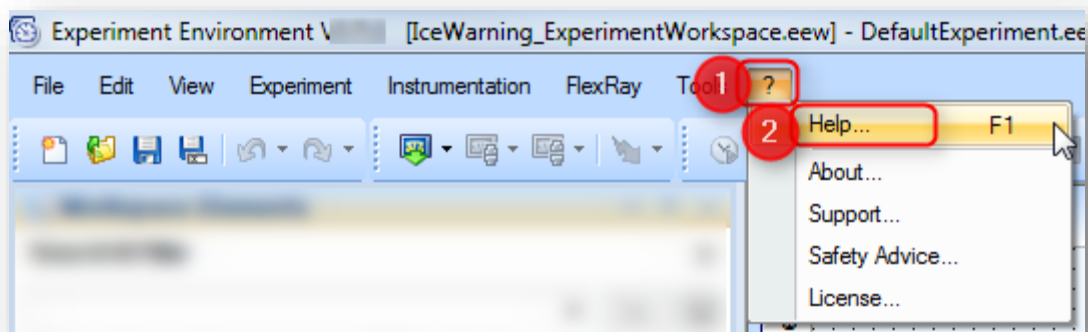 Experiment Environment V [IceWarning_ExperimentWorkspace.eew] - DefaultExperiment.ee
File Edit View Experiment Instrumentation FlexRay 1 ?
2 Help... F1
About...
Support...
Safety Advice...
License...